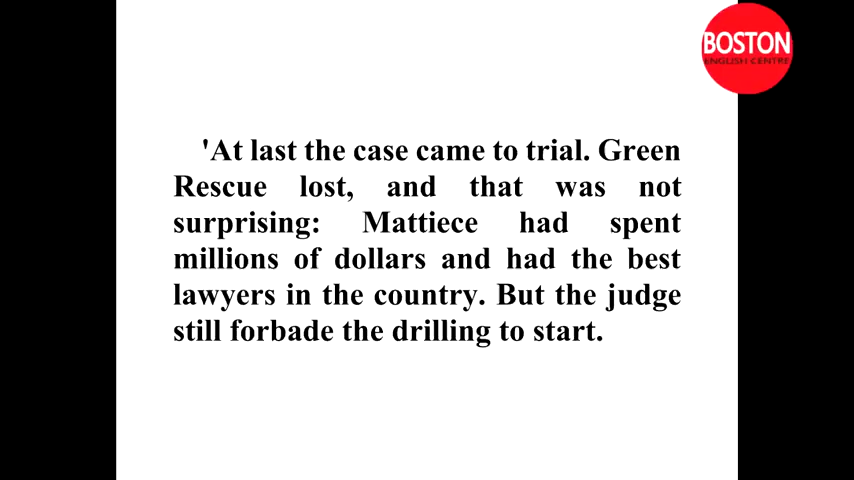 BOSTON
ENGLISH CENTRE
'At last the case came to trial. Green
Rescue lost, and that was not
surprising: Mattiece had spent
millions of dollars and had the best
lawyers in the country. But the judge
still forbade the drilling to start.